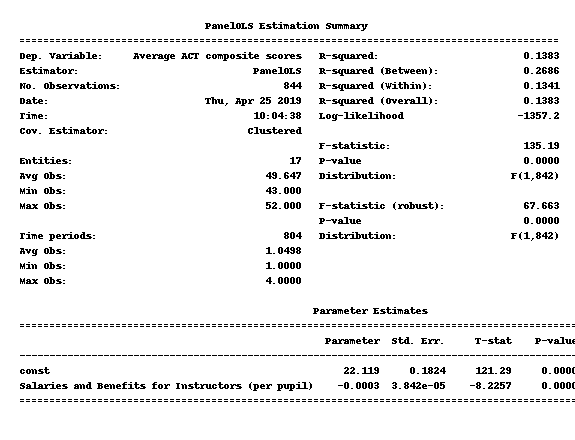 PanelOLS Estimation Summary
================================================================================
Dep. Variable: Average ACT composite scores R-squared: 0.1383
Estimator: PanelOLS R-squared (Between): 0.2686
No. Observations: 844 R-squared (Within): 0.1341
Date: Thu, Apr 25 2019 R-squared (Overall): 0.1383
Time: 10:04:38 Log-likelihood -1357.2
Cov. Estimator: Clustered
F-statistic: 135.19
Entities: 17 P-value 0.0000
Avg Obs: 49.647 Distribution: F(1,842)
Min Obs: 43.000
Max Obs: 52.000 F-statistic (robust): 67.663
P-value 0.0000
Time periods: 804 Distribution: F(1,842)
Avg Obs: 1.0498
Min Obs: 1.0000
Max Obs: 4.0000
Parameter Estimates
================================================================================
Parameter Std. Err. T-stat P-value
--------------------------------------------------------------------------------
const 22.119 0.1824 121.29 0.0000
Salaries and Benefits for Instructors (per pupil) -0.0003 3.842e-05 -8.2257 0.0000
================================================================================